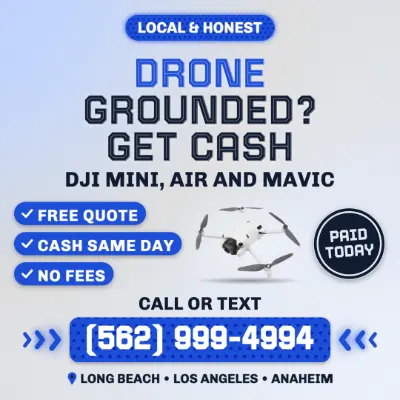 LOCAL & HONEST
DRONE
GROUNDED?
GET CASH
DJI MINI, AIR AND MAVIC
FREE QUOTE
CASH SAME DAY
NO FEES
PAID
TODAY
CALL OR TEXT
(562) 999-4994
LONG BEACH • LOS ANGELES • ANAHEIM